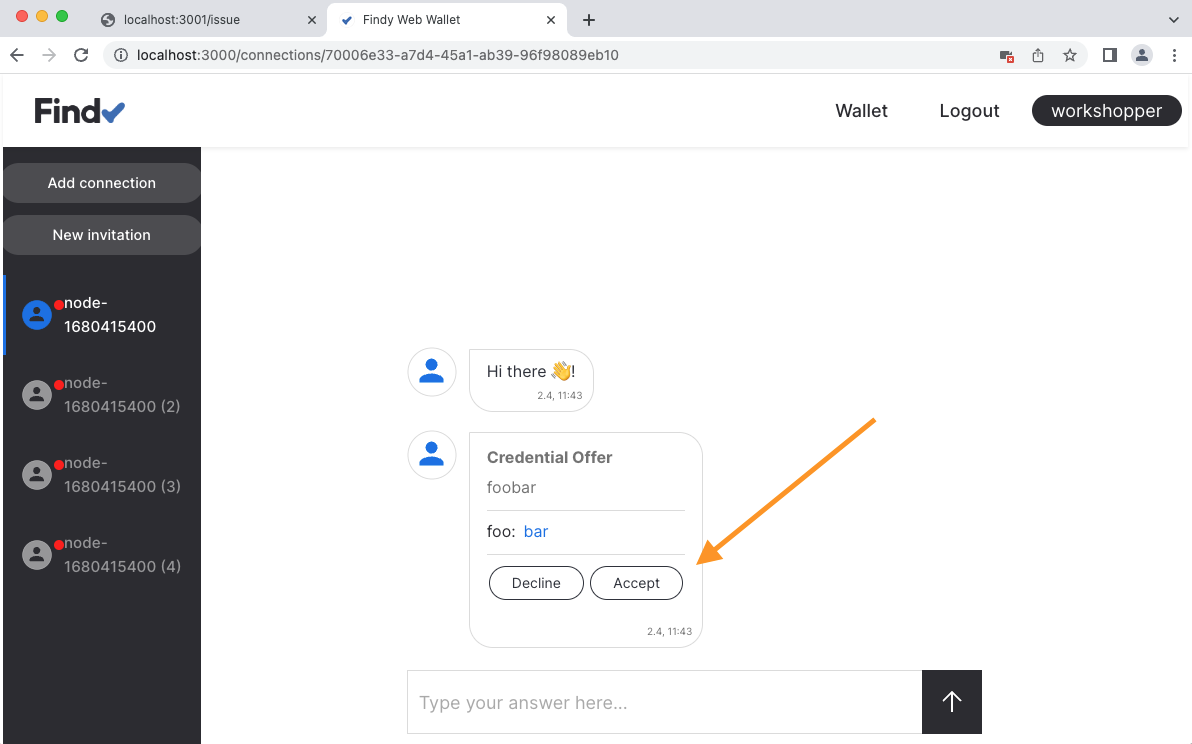 localhost:3001/issue
Findy Web Wallet
localhost:3000/connections/70006e33-a7d4-45a1-ab39-96f98089eb10
Find
Wallet
Logout
workshopper
Add connection
New invitation
node-
1680415400
node-
1680415400 (2)
node-
1680415400 (3)
node-
1680415400 (4)
Hi there 👋!
2.4, 11:43
Credential Offer
foobar
foo: bar
Decline
Accept
2.4, 11:43
Type your answer here...